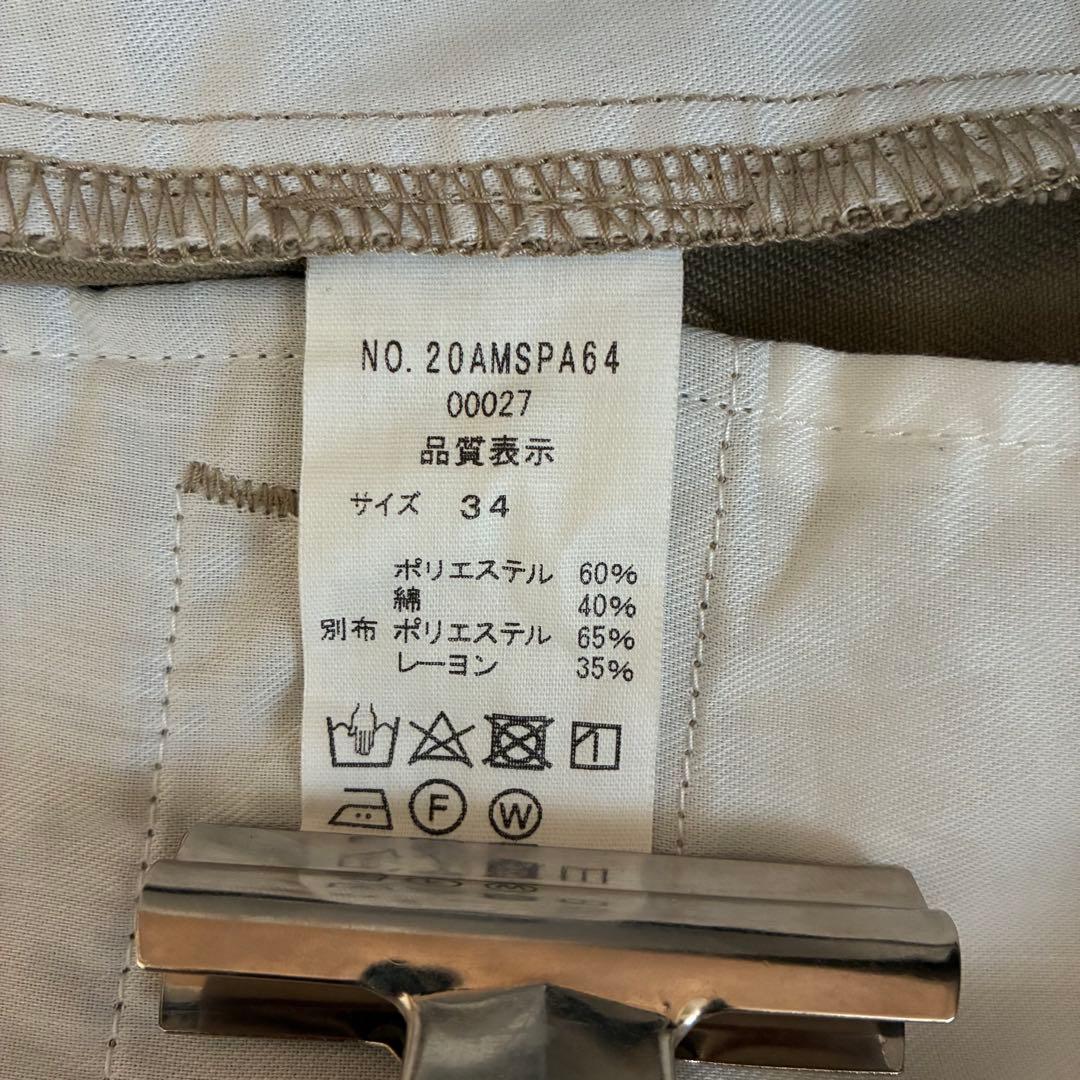 NO. 20AMSPA64
00027
品質表示
サイズ 34
ポリエステル 60%
綿 40%
別布 ポリエステル 65%
レーヨン 35%
F W